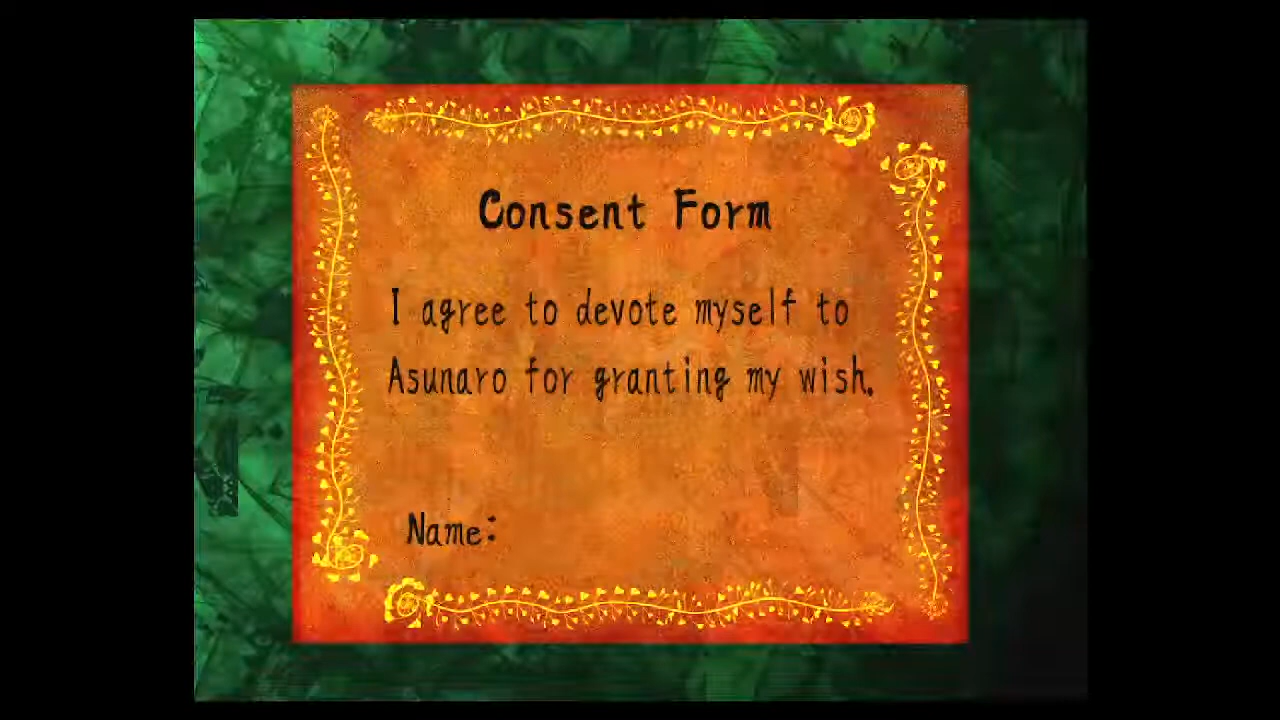 Consent Form
I agree to devote myself to
Asunaro for granting my wish.
Name: